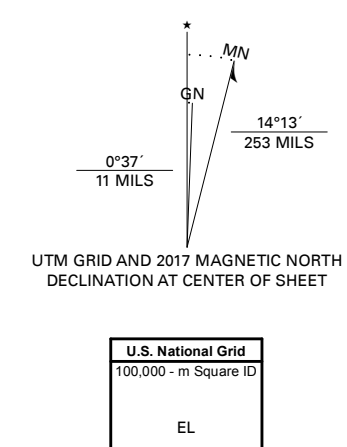 ★
MN
GN
14°13´
253 MILS
0°37´
11 MILS
UTM GRID AND 2017 MAGNETIC NORTH
DECLINATION AT CENTER OF SHEET
U.S. National Grid
100,000 - m Square ID
EL